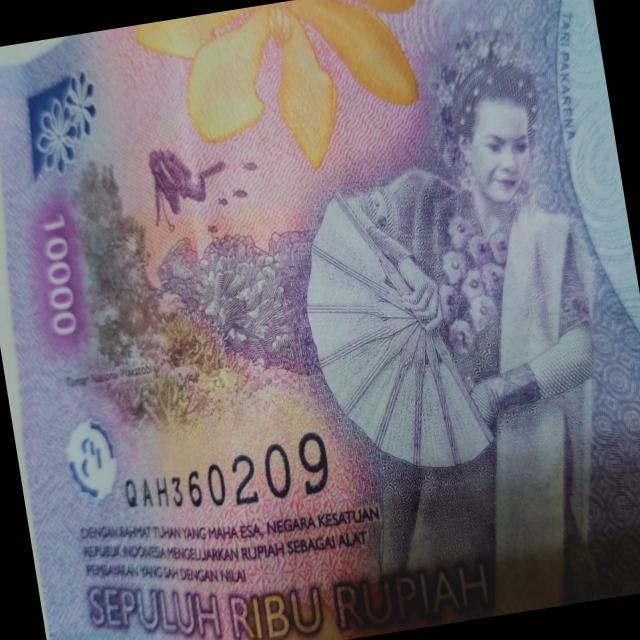 TARI PAKARENA
10000
QAH360209
DENGAN RAHMAT TUHAN YANG MAHA ESA, NEGARA KESATUAN
REPUBLIK INDONESIA MENGELUARKAN RUPIAH SEBAGAI ALAT
PEMBAYARAN YANG SAH DENGAN NILAI
SEPULUH RIBU RUPIAH